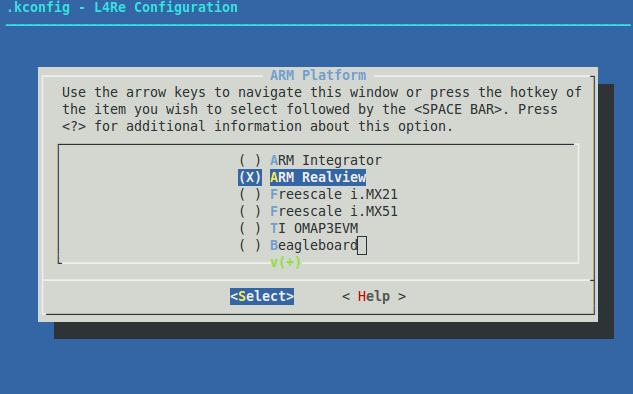 .kconfig - L4Re Configuration
ARM Platform
Use the arrow keys to navigate this window or press the hotkey of
the item you wish to select followed by the <SPACE BAR>. Press
<?> for additional information about this option.
( ) ARM Integrator
(X) ARM Realview
( ) Freescale i.MX21
( ) Freescale i.MX51
( ) TI OMAP3EVM
( ) Beagleboard
v(+)
<Select> < Help >